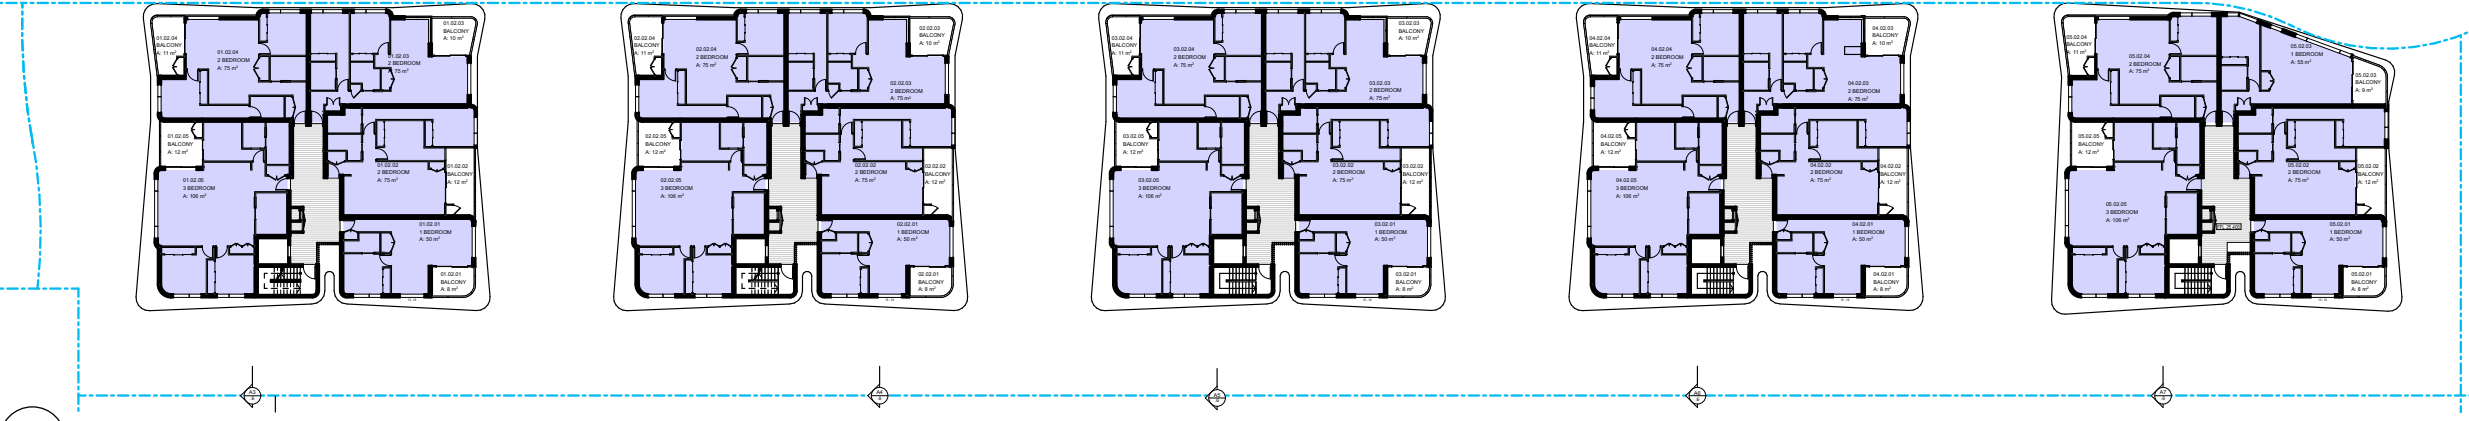 01.02.04
BALCONY
A: 11 m²
01.02.04
2 BEDROOM
A: 75 m²
01.02.03
2 BEDROOM
A: 75 m²
01.02.03
BALCONY
A: 10 m²
01.02.05
BALCONY
A: 12 m²
01.02.05
3 BEDROOM
A: 106 m²
01.02.02
2 BEDROOM
A: 75 m²
01.02.02
BALCONY
A: 12 m²
01.02.01
1 BEDROOM
A: 50 m²
01.02.01
BALCONY
A: 8 m²
02.02.04
BALCONY
A: 11 m²
02.02.04
2 BEDROOM
A: 75 m²
02.02.03
2 BEDROOM
A: 75 m²
02.02.03
BALCONY
A: 10 m²
02.02.05
BALCONY
A: 12 m²
02.02.05
3 BEDROOM
A: 106 m²
02.02.02
2 BEDROOM
A: 75 m²
02.02.02
BALCONY
A: 12 m²
02.02.01
1 BEDROOM
A: 50 m²
02.02.01
BALCONY
A: 8 m²
03.02.04
BALCONY
A: 11 m²
03.02.04
2 BEDROOM
A: 75 m²
03.02.03
2 BEDROOM
A: 75 m²
03.02.03
BALCONY
A: 10 m²
03.02.05
BALCONY
A: 12 m²
03.02.05
3 BEDROOM
A: 106 m²
03.02.02
2 BEDROOM
A: 75 m²
03.02.02
BALCONY
A: 12 m²
03.02.01
1 BEDROOM
A: 50 m²
03.02.01
BALCONY
A: 8 m²
04.02.04
BALCONY
A: 11 m²
04.02.04
2 BEDROOM
A: 75 m²
04.02.03
2 BEDROOM
A: 75 m²
04.02.03
BALCONY
A: 10 m²
04.02.05
BALCONY
A: 12 m²
04.02.05
3 BEDROOM
A: 106 m²
04.02.02
2 BEDROOM
A: 75 m²
04.02.02
BALCONY
A: 12 m²
04.02.01
1 BEDROOM
A: 50 m²
04.02.01
BALCONY
A: 8 m²
05.02.04
BALCONY
A: 11 m²
05.02.04
2 BEDROOM
A: 75 m²
05.02.03
1 BEDROOM
A: 55 m²
05.02.03
BALCONY
A: 9 m²
05.02.05
BALCONY
A: 12 m²
05.02.05
3 BEDROOM
A: 106 m²
05.02.02
2 BEDROOM
A: 75 m²
05.02.02
BALCONY
A: 12 m²
05.02.01
1 BEDROOM
A: 50 m²
05.02.01
BALCONY
A: 8 m²
A3
A4
A5
A6
A7